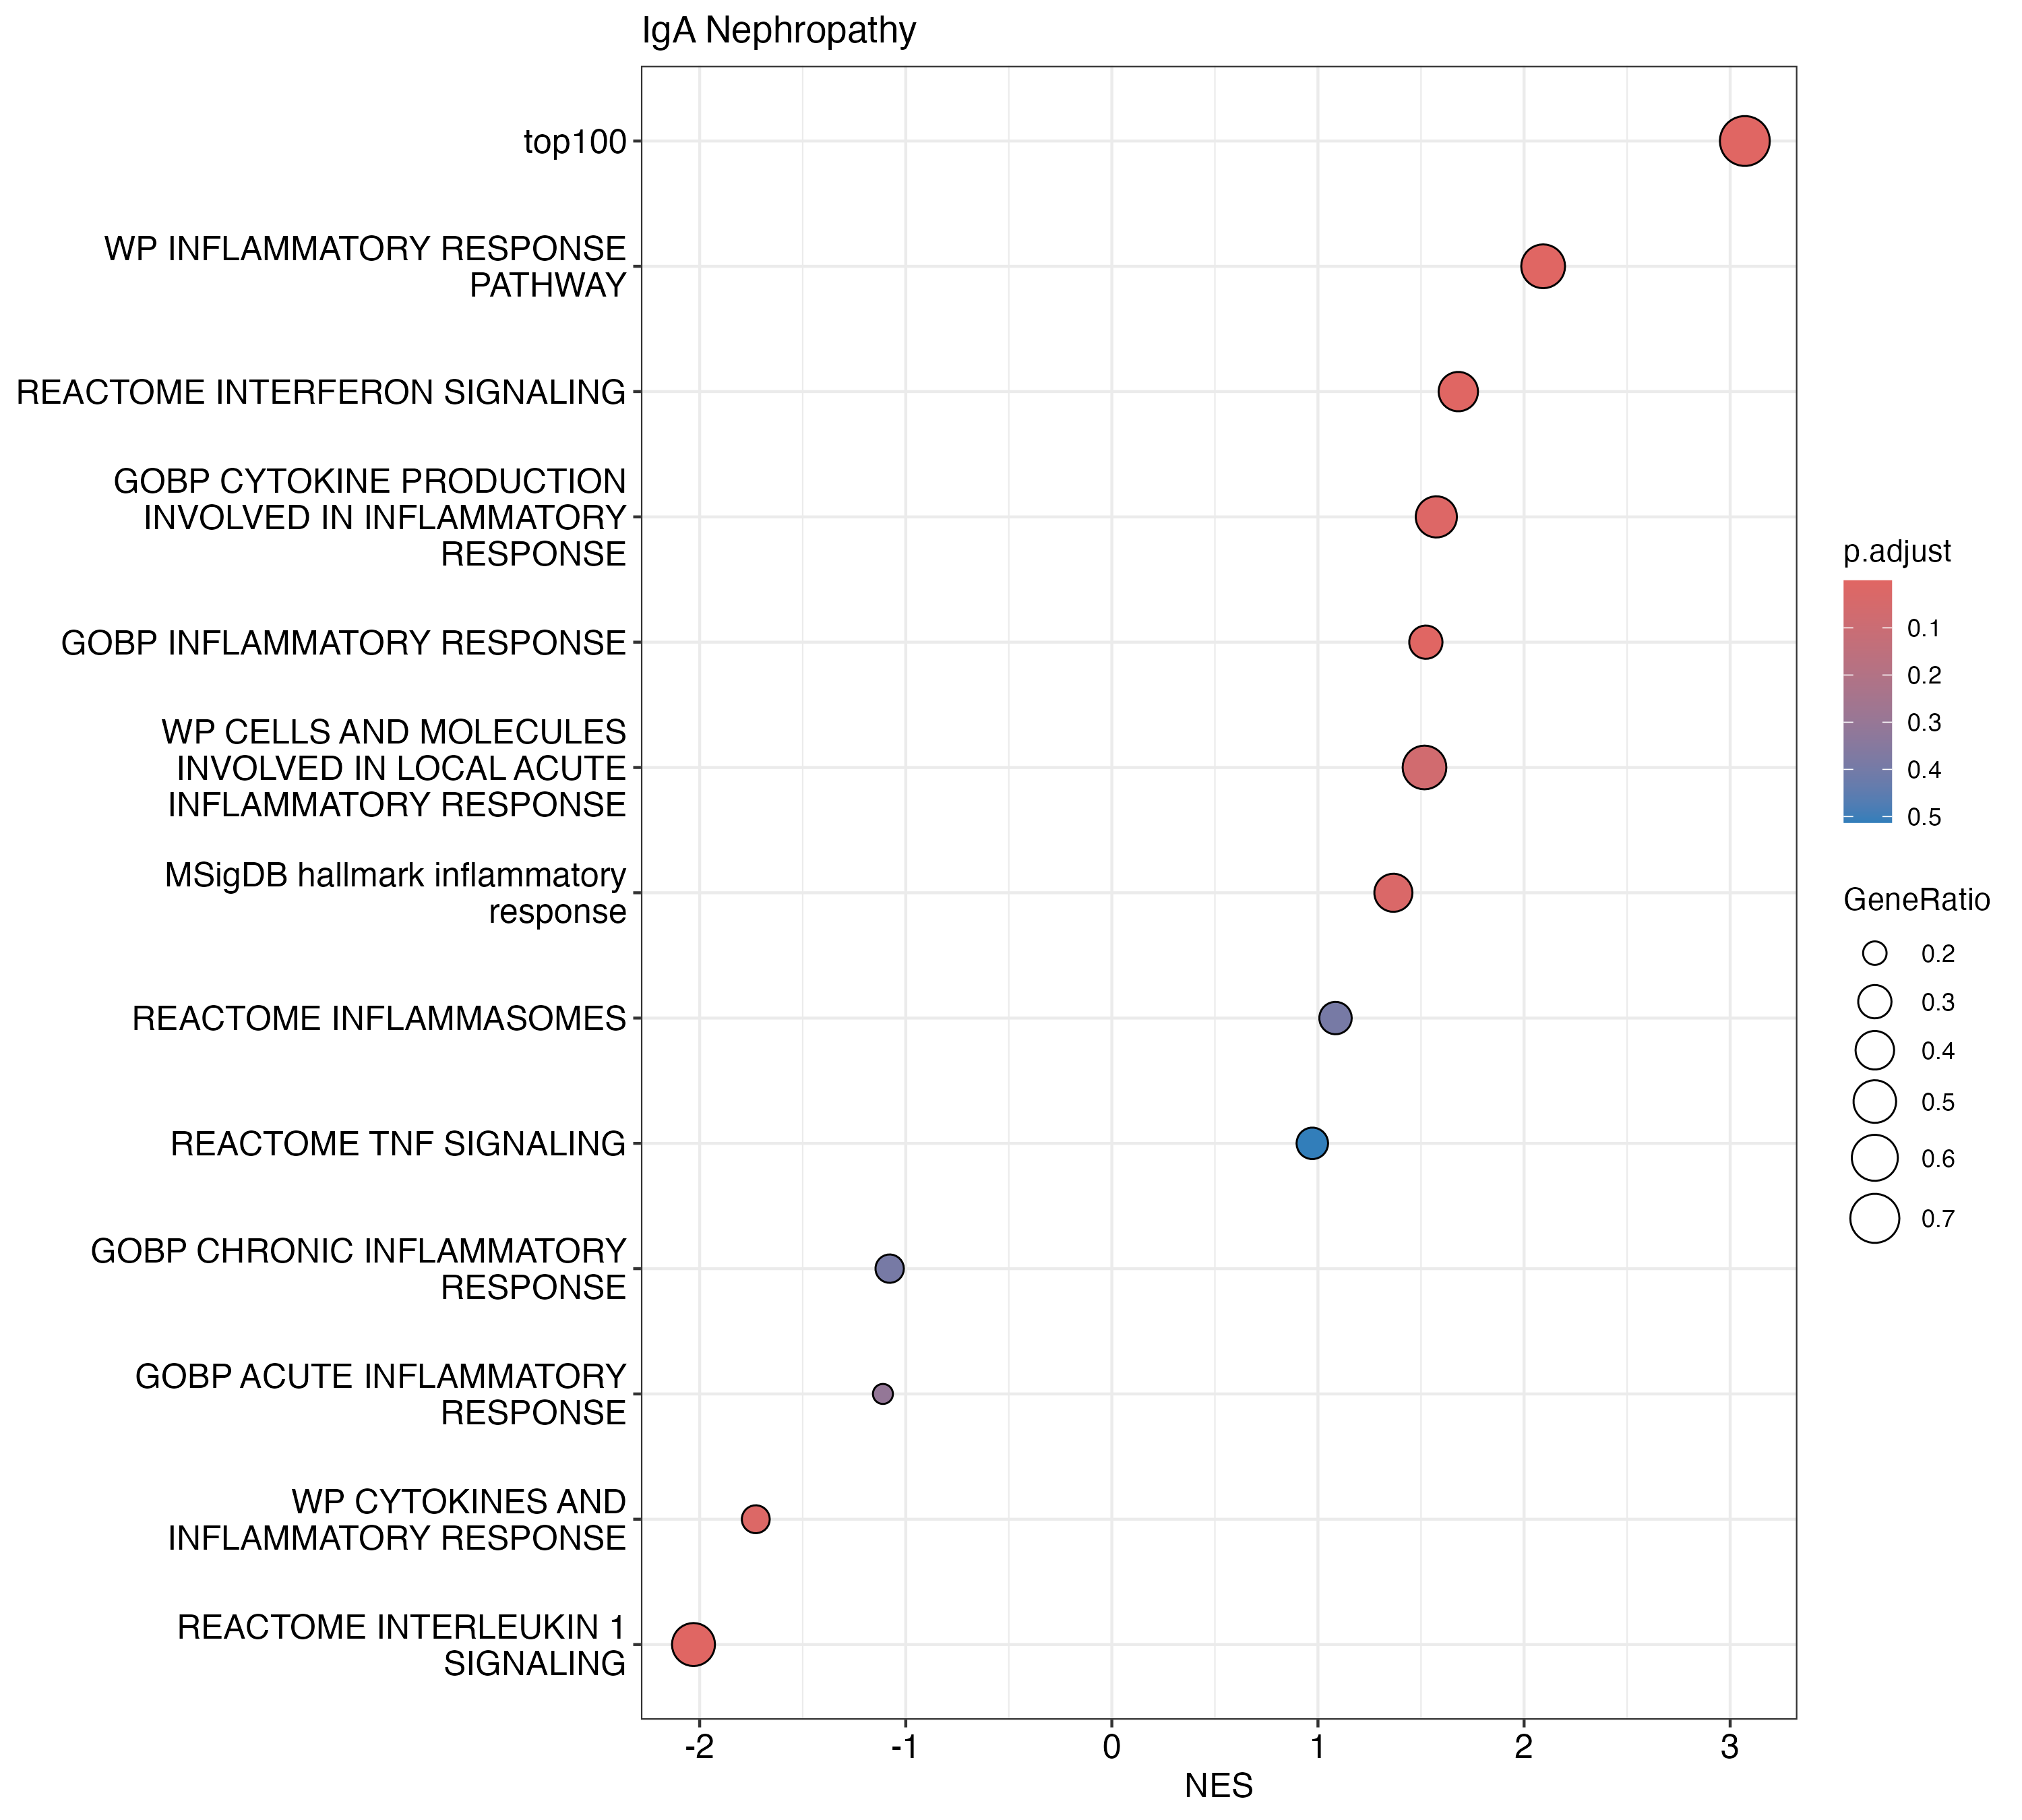 IgA Nephropathy
top100
WP INFLAMMATORY RESPONSE
PATHWAY
REACTOME INTERFERON SIGNALING
GOBP CYTOKINE PRODUCTION
INVOLVED IN INFLAMMATORY
RESPONSE
GOBP INFLAMMATORY RESPONSE
WP CELLS AND MOLECULES
INVOLVED IN LOCAL ACUTE
INFLAMMATORY RESPONSE
MSigDB hallmark inflammatory
response
REACTOME INFLAMMASOMES
REACTOME TNF SIGNALING
GOBP CHRONIC INFLAMMATORY
RESPONSE
GOBP ACUTE INFLAMMATORY
RESPONSE
WP CYTOKINES AND
INFLAMMATORY RESPONSE
REACTOME INTERLEUKIN 1
SIGNALING
-2 -1 0 1 2 3
NES
p.adjust
0.1
0.2
0.3
0.4
0.5
GeneRatio
0.2
0.3
0.4
0.5
0.6
0.7